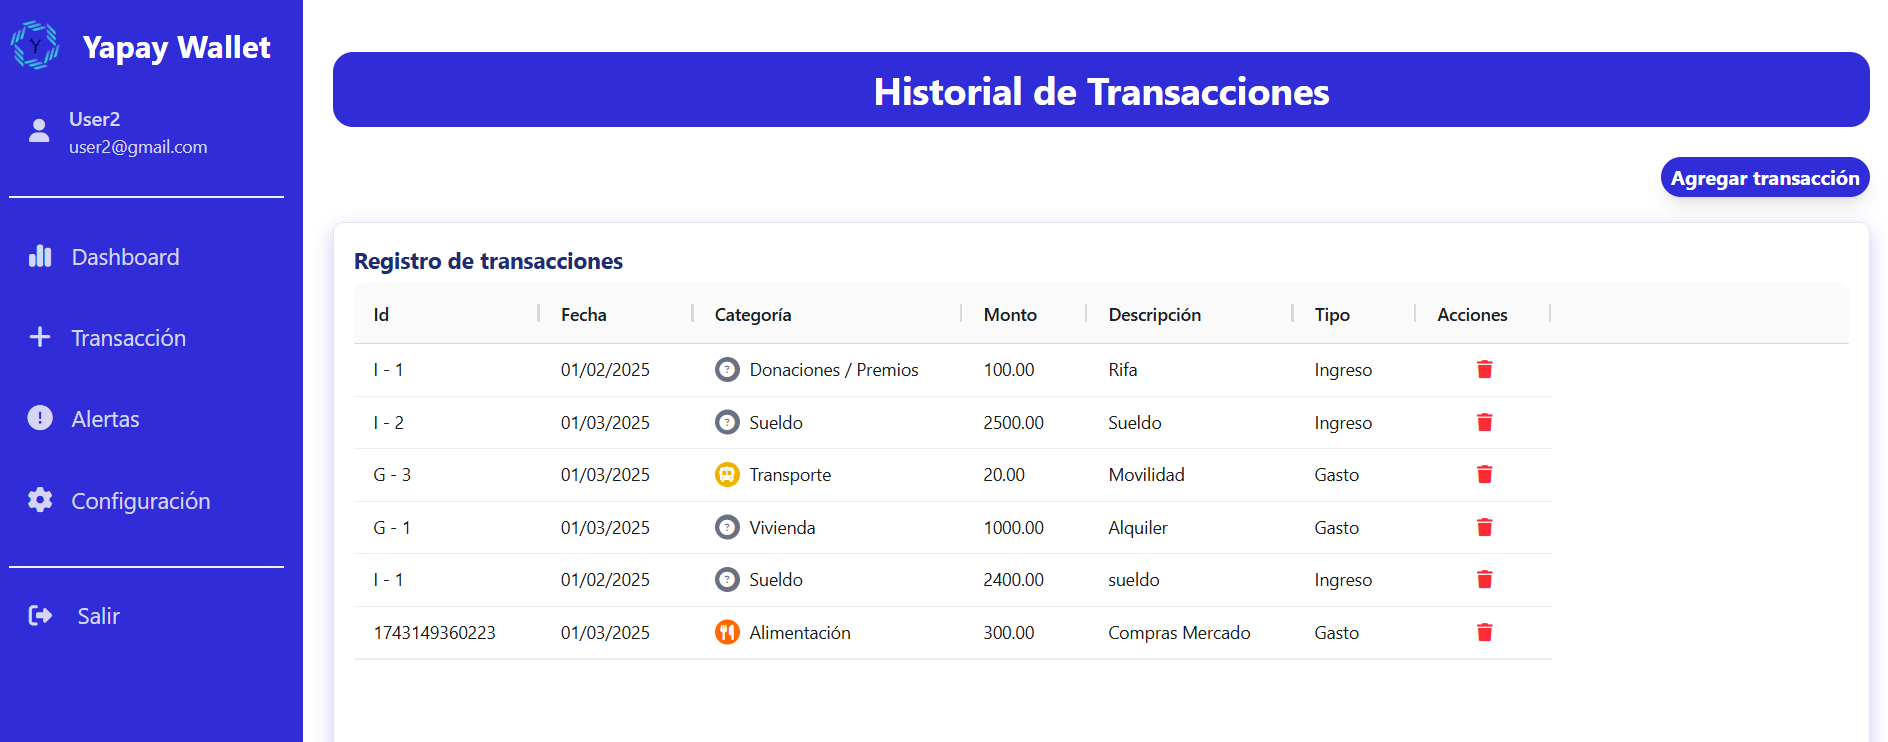 Yapay Wallet
User2
user2@gmail.com
Dashboard
Transacción
Alertas
Configuración
Salir
Historial de Transacciones
Agregar transacción
Registro de transacciones
Id Fecha Categoría Monto Descripción Tipo Acciones
I - 1 01/02/2025 Donaciones / Premios 100.00 Rifa Ingreso
I - 2 01/03/2025 Sueldo 2500.00 Sueldo Ingreso
G - 3 01/03/2025 Transporte 20.00 Movilidad Gasto
G - 1 01/03/2025 Vivienda 1000.00 Alquiler Gasto
I - 1 01/02/2025 Sueldo 2400.00 sueldo Ingreso
1743149360223 01/03/2025 Alimentación 300.00 Compras Mercado Gasto